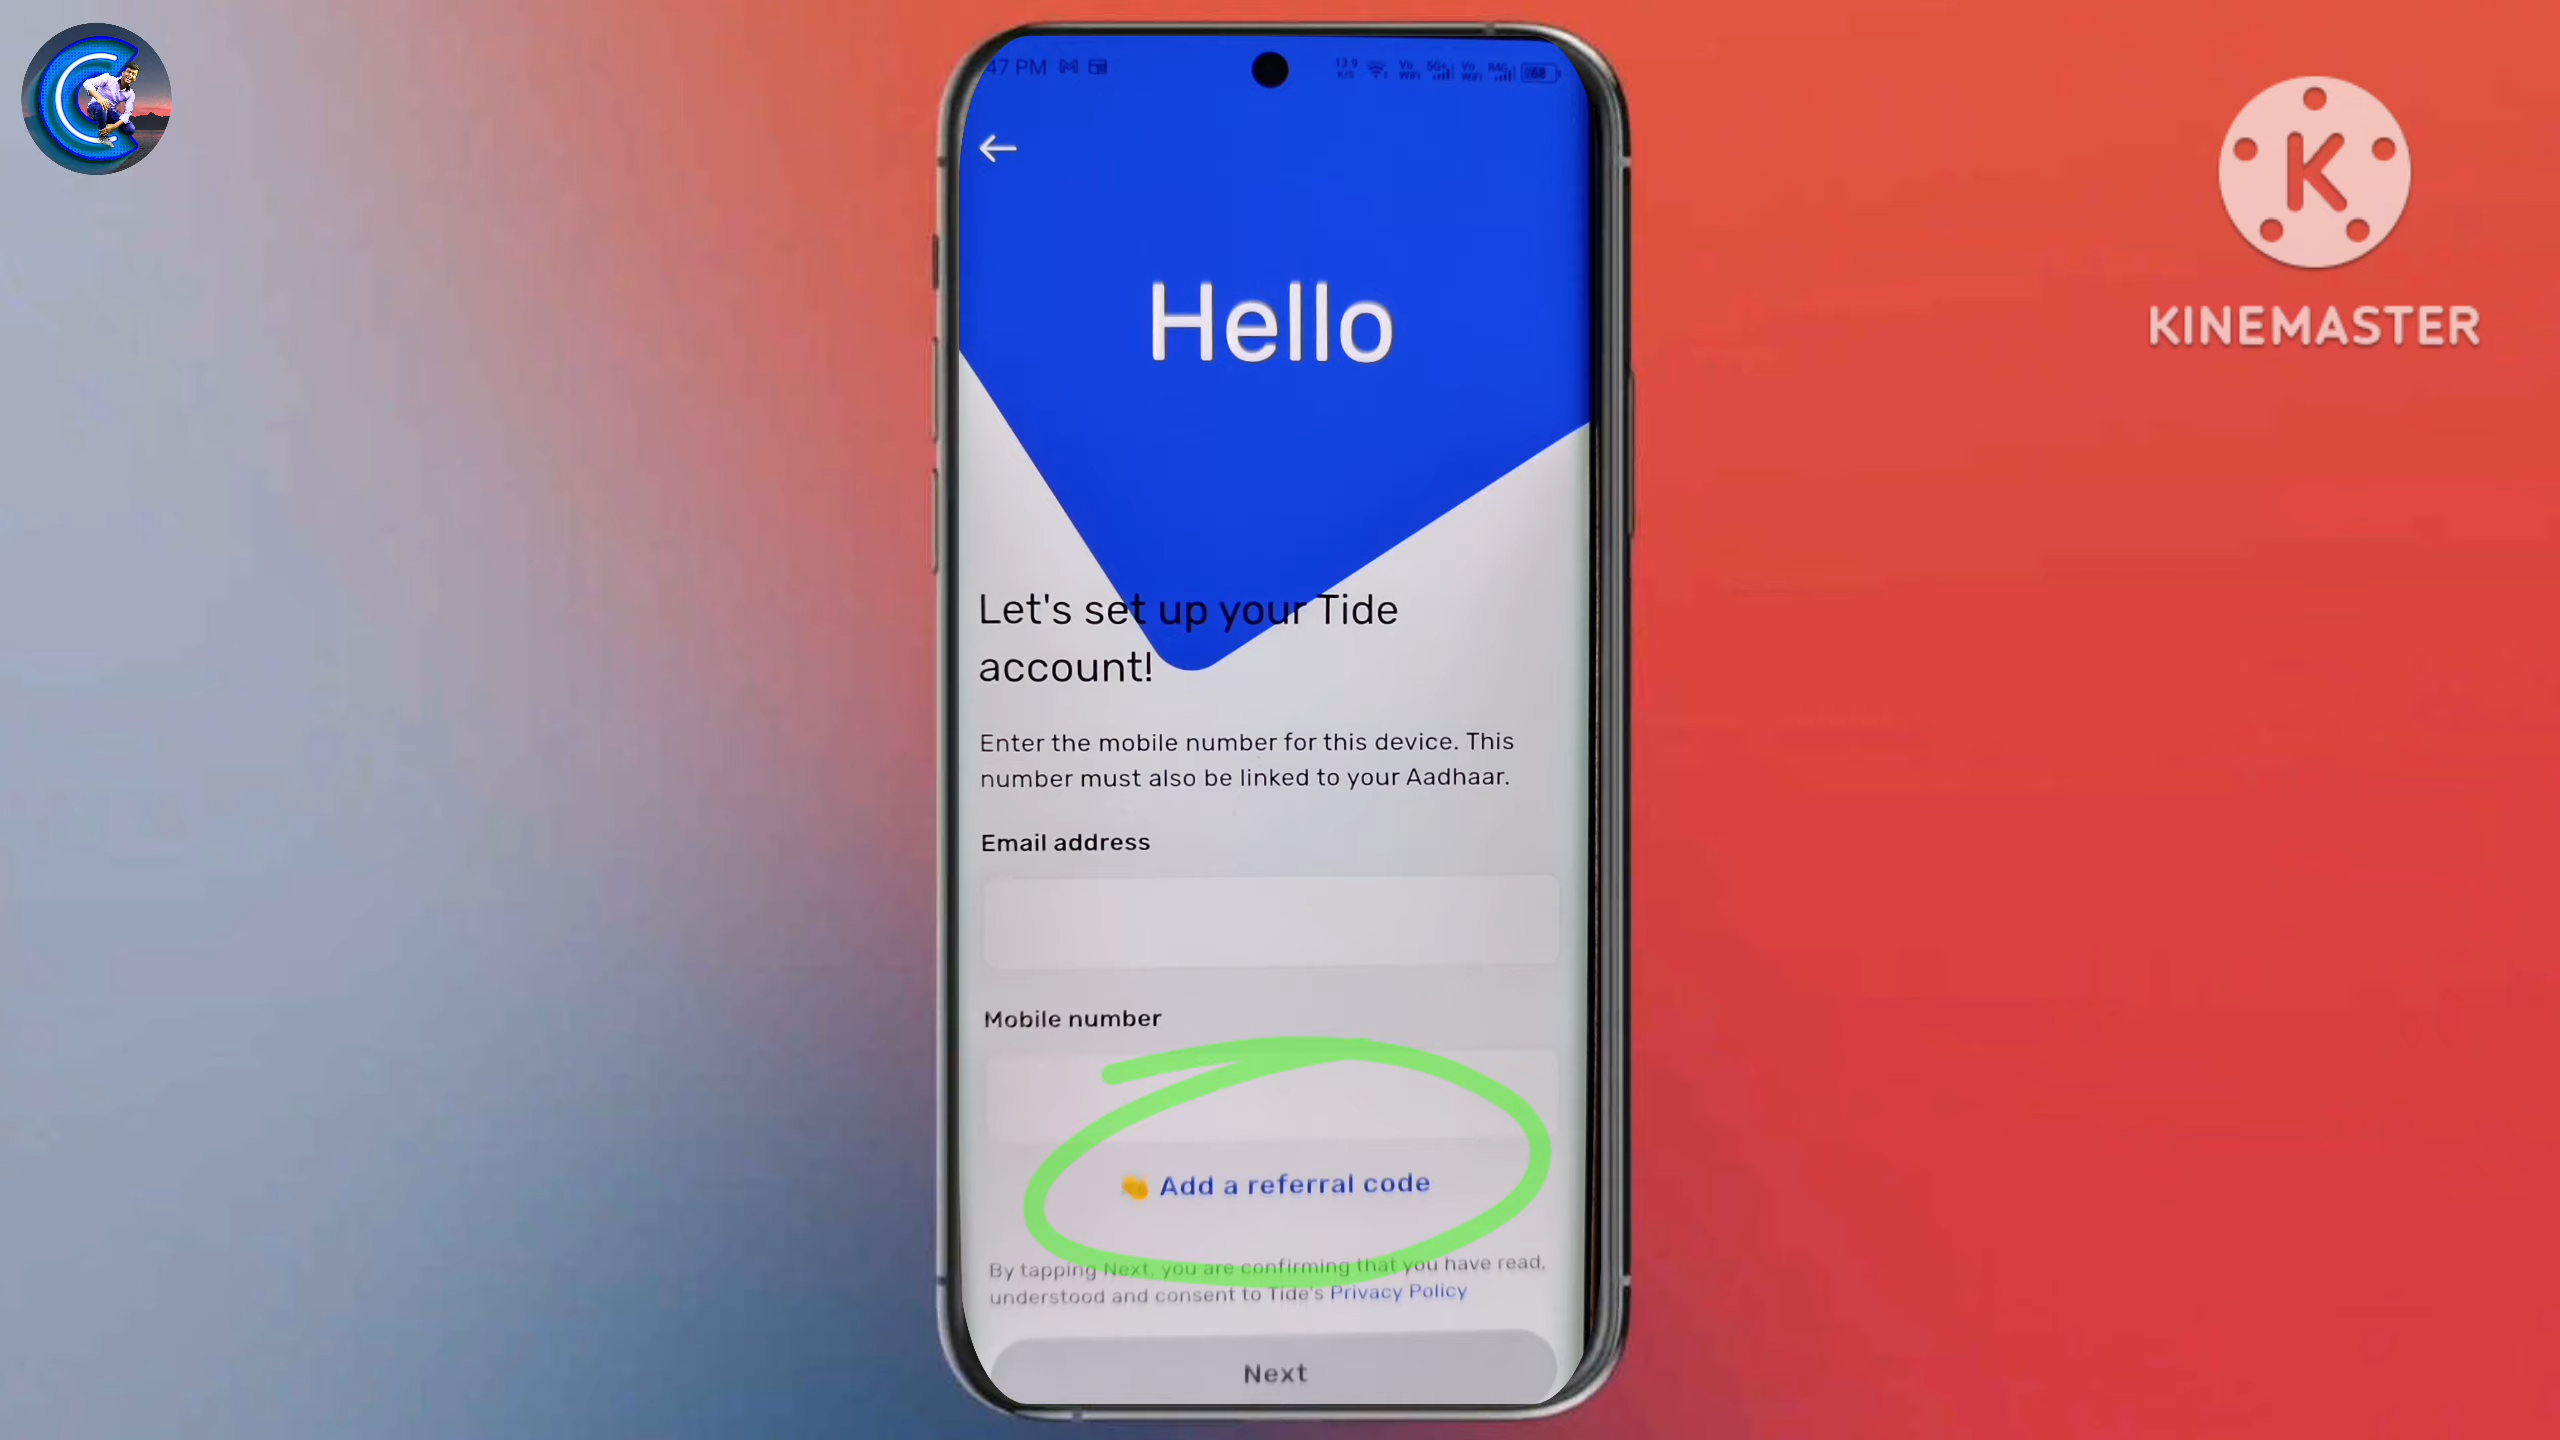 47 PM
KINEMASTER
Hello
Let's set up your Tide
account!
Enter the mobile number for this device. This
number must also be linked to your Aadhaar.
Email address
Mobile number
Add a referral code
By tapping Next, you are confirming that you have read,
understood and consent to Tide's Privacy Policy
Next